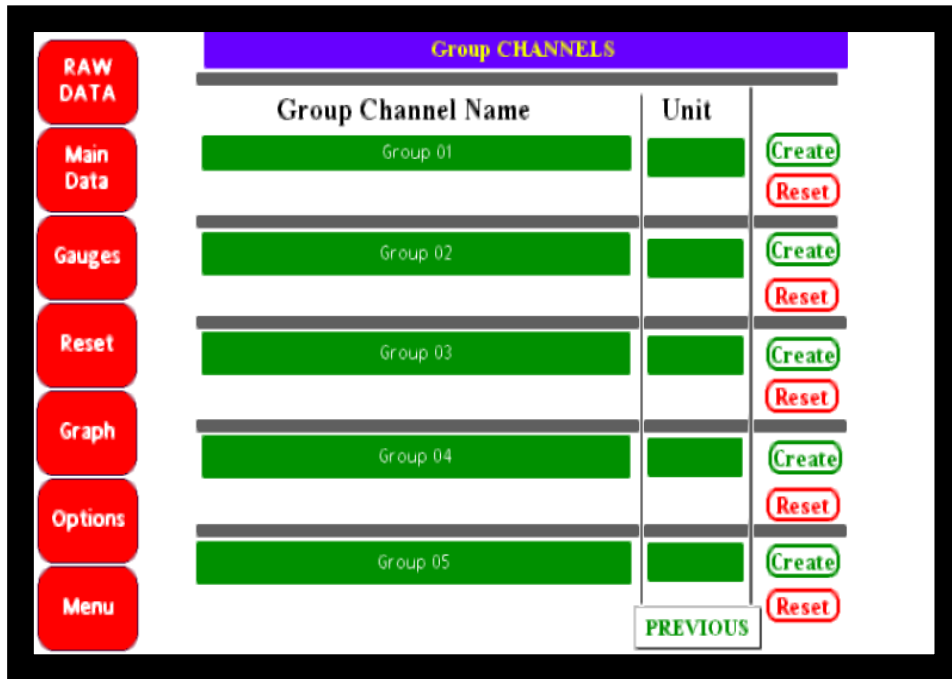 Group CHANNELS
RAW
DATA
Main
Data
Gauges
Reset
Graph
Options
Menu
Group Channel Name Unit
Group 01 Create
Reset
Group 02 Create
Reset
Group 03 Create
Reset
Group 04 Create
Reset
Group 05 Create
Reset
PREVIOUS